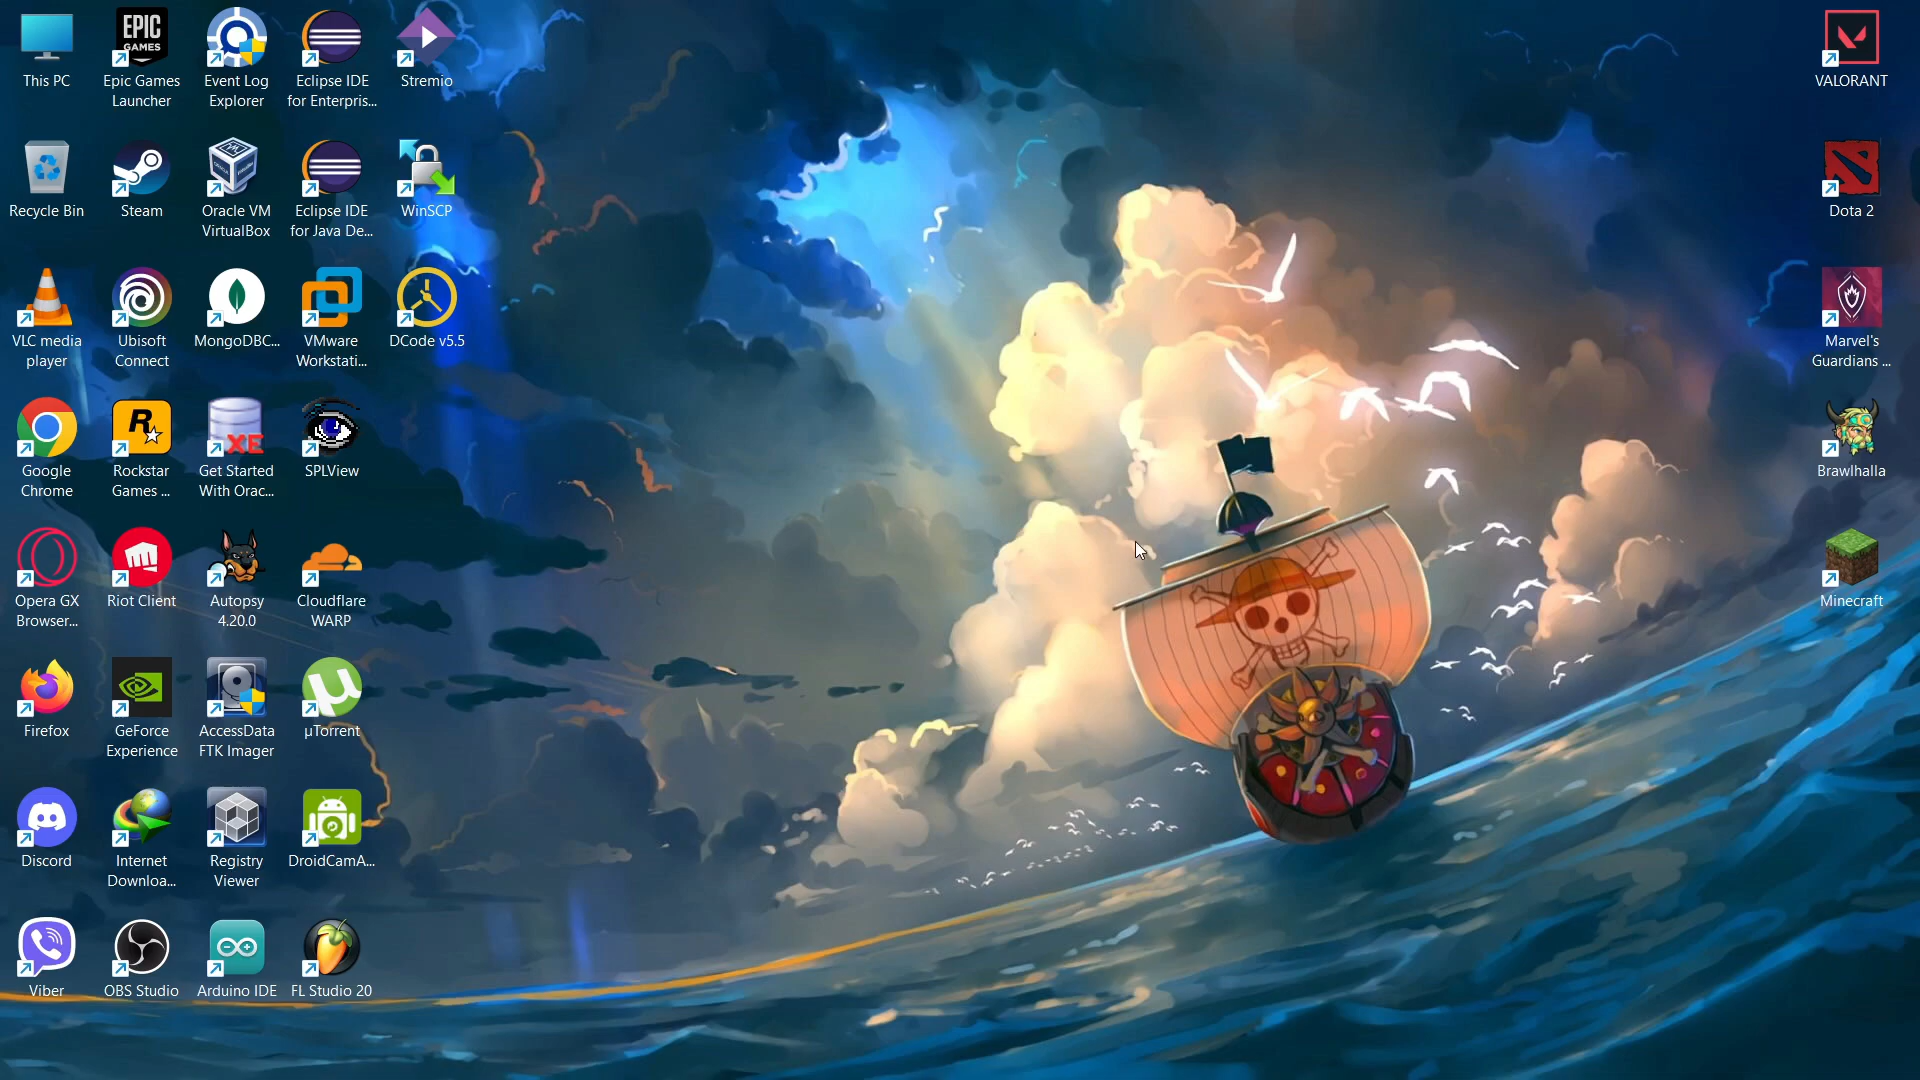 This PC
EPIC
GAMES
Epic Games
Launcher
Event Log
Explorer
Eclipse IDE
for Enterpris...
Stremio
VALORANT
Recycle Bin
Steam
Oracle VM
VirtualBox
Eclipse IDE
for Java De...
WinSCP
Dota 2
VLC media
player
Ubisoft
Connect
MongoDBC...
VMware
Workstati...
DCode v5.5
Marvel's
Guardians ...
Google
Chrome
R
Rockstar
Games ...
XE
Get Started
With Orac...
SPLView
Brawlhalla
Opera GX
Browser...
Riot Client
Autopsy
4.20.0
Cloudflare
WARP
Minecraft
Firefox
GeForce
Experience
AccessData
FTK Imager
µ
µTorrent
Discord
Internet
Downloa...
Registry
Viewer
DroidCamA...
Viber
OBS Studio
Arduino IDE
FL Studio 20